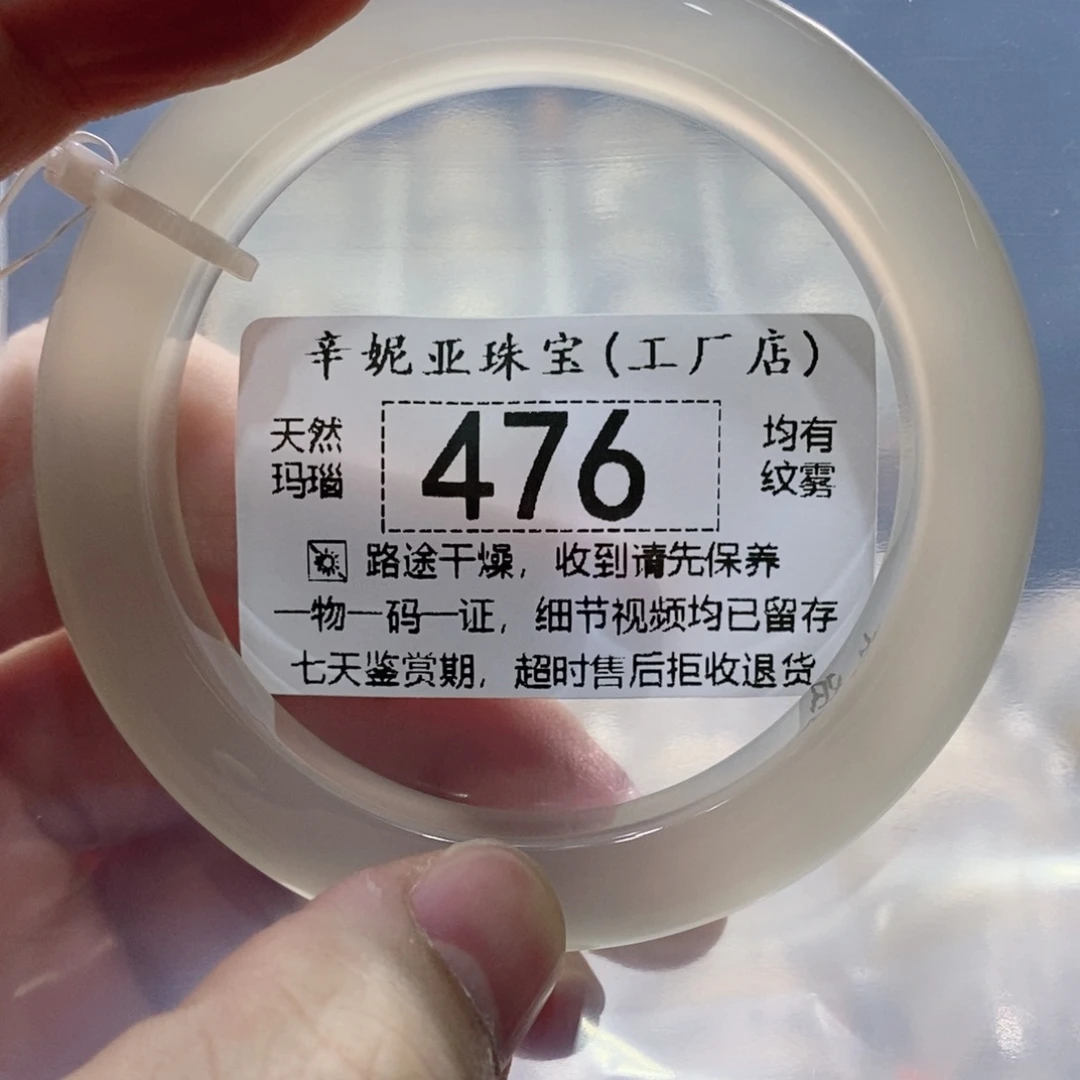 辛妮亚珠宝(工厂店)
天然
玛瑙
476
均有
纹雾
路途干燥，收到请先保养
一物一码一证，细节视频均已留存
七天鉴赏期，超时售后拒收退货